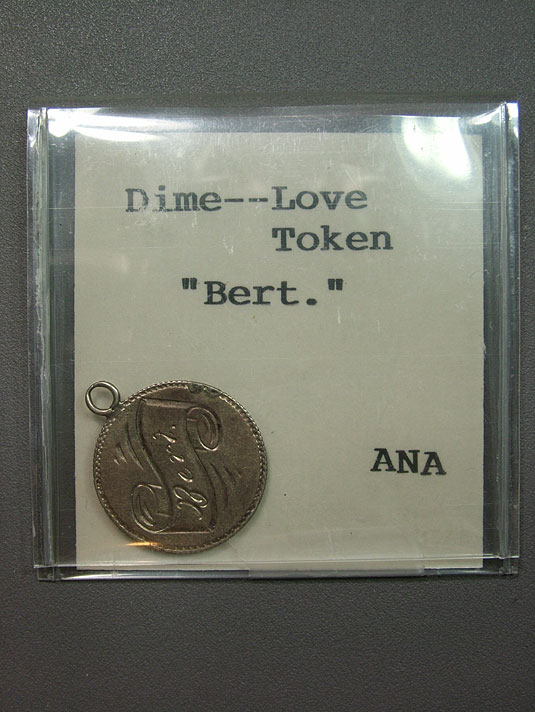 Dime---Love
Token
"Bert."
ANA
Bert.